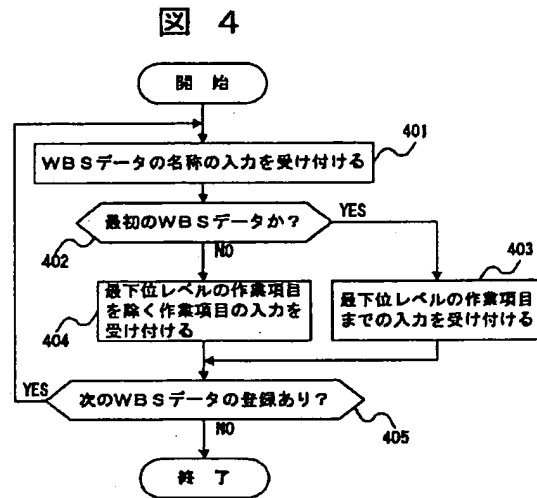 図 4
開 始
401
WBSデータの名称の入力を受け付ける
最初のWBSデータか?
YES
402
NO
403
最下位レベルの作業項目
を除く作業項目の入力を
受け付ける
404
最下位レベルの作業項目
までの入力を受け付ける
YES
次のWBSデータの登録あり?
405
NO
終 了